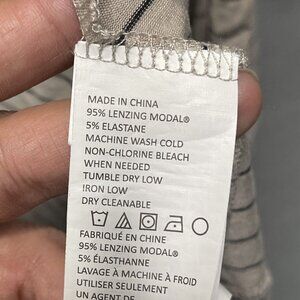 MADE IN CHINA
95% LENZING MODAL®
5% ELASTANE
MACHINE WASH COLD
NON-CHLORINE BLEACH
WHEN NEEDED
TUMBLE DRY LOW
IRON LOW
DRY CLEANABLE
FABRIQUÉ EN CHINE
95% LENZING MODAL®
5% ÉLASTHANNE
LAVAGE À MACHINE À FROID
UTILISER SEULEMENT
UN AGENT DE